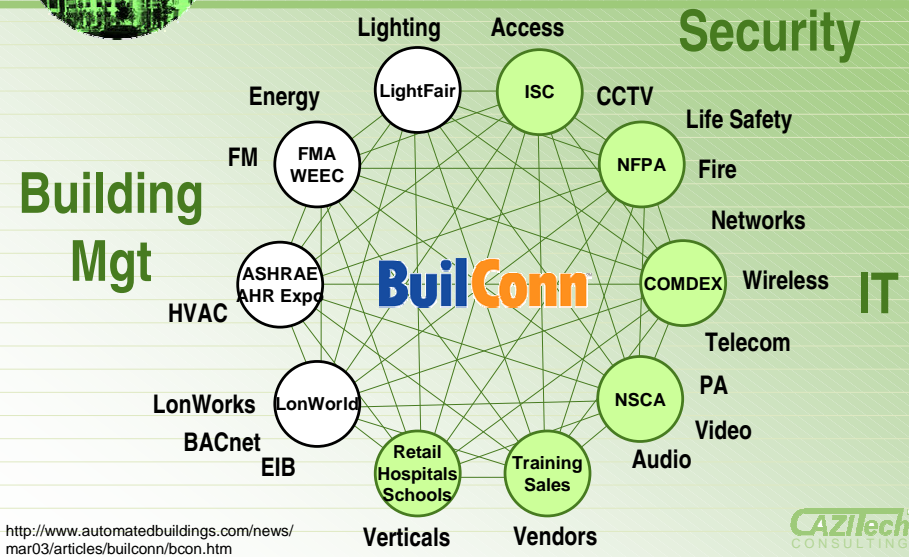 Lighting
Access
Security
LightFair
ISC
Energy
CCTV
Life Safety
FM
FMA
WEEC
NFPA
Fire
Building
Mgt
Networks
ASHRAE
AHR Expo
BuilConn
COMDEX
Wireless
IT
HVAC
Telecom
LonWorks
LonWorld
NSCA
PA
BACnet
Video
EIB
Retail
Hospitals
Schools
Training
Sales
Audio
Verticals
Vendors
http://www.automatedbuildings.com/news/
mar03/articles/builconn/bcon.htm
CAZITech
CONSULTING